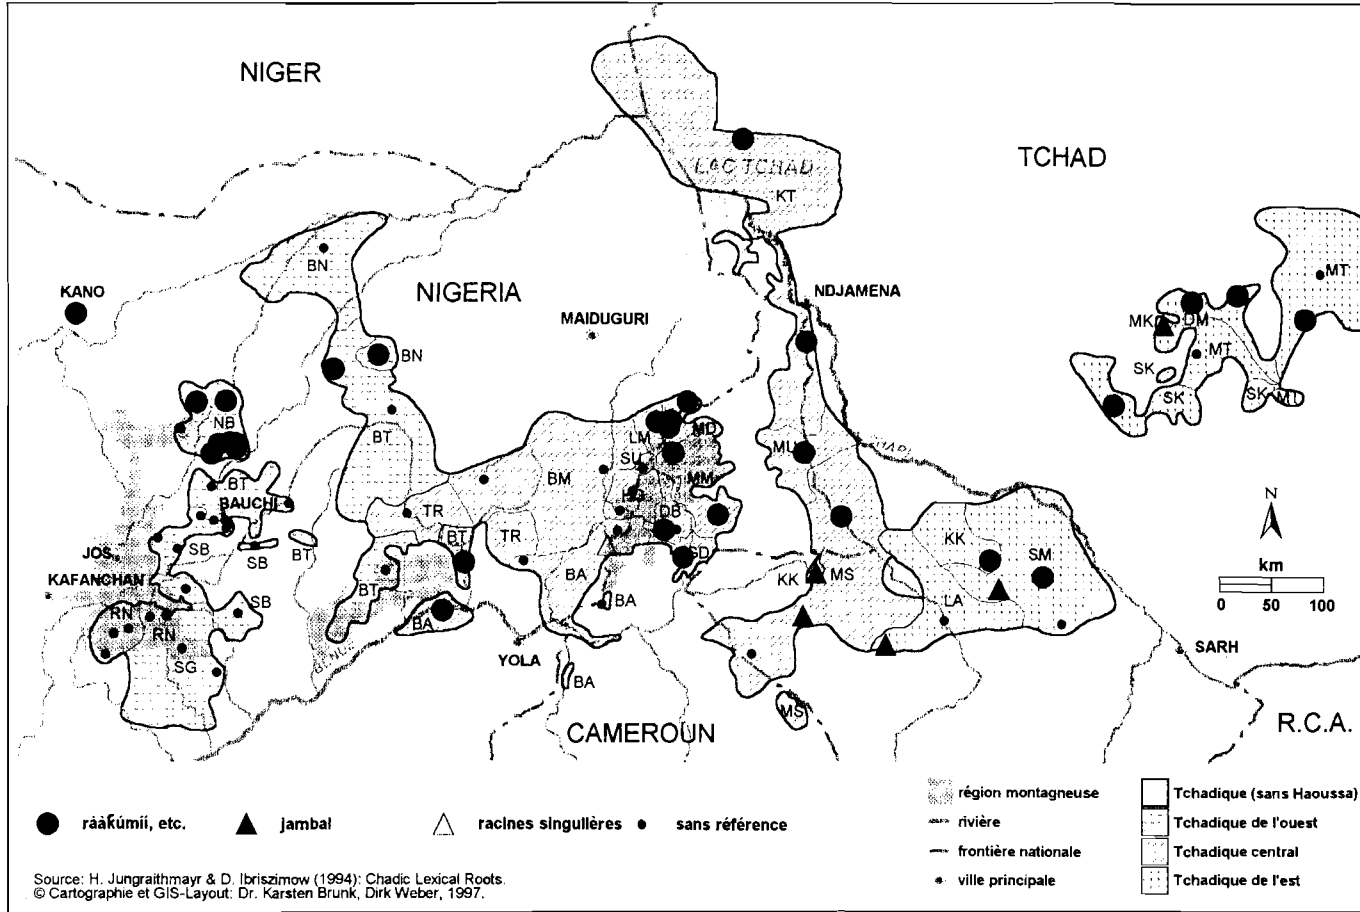 NIGER
TCHAD
LAC TCHAD
KT
BN
MT
KANO
NIGERIA
NDJAMENA
MAIDUGURI
MK
DM
BN
MT
SK
SK
SK
MT
NB
BT
LM
MD
SU
MU
BM
MM
BT
BAUCHI
HG
DB
TR
TR
BT
GD
KK
SM
N
km
0 50 100
JOS
SB
SB
BT
KAFANCHAN
BT
BA
KK
MS
SB
BA
LA
RN
RN
BA
SG
BENUE
YOLA
SARH
BA
MS
CAMEROUN
R.C.A.
région montagneuse
rivière
frontière nationale
ville principale
Tchadique (sans Haoussa)
Tchadique de l'ouest
Tchadique central
Tchadique de l'est
ràaƙúmíi, etc.
jambal
racines singulières
sans référence
Source: H. Jungraithmayr & D. Ibriszimow (1994): Chadic Lexical Roots.
© Cartographie et GIS-Layout: Dr. Karsten Brunk, Dirk Weber, 1997.